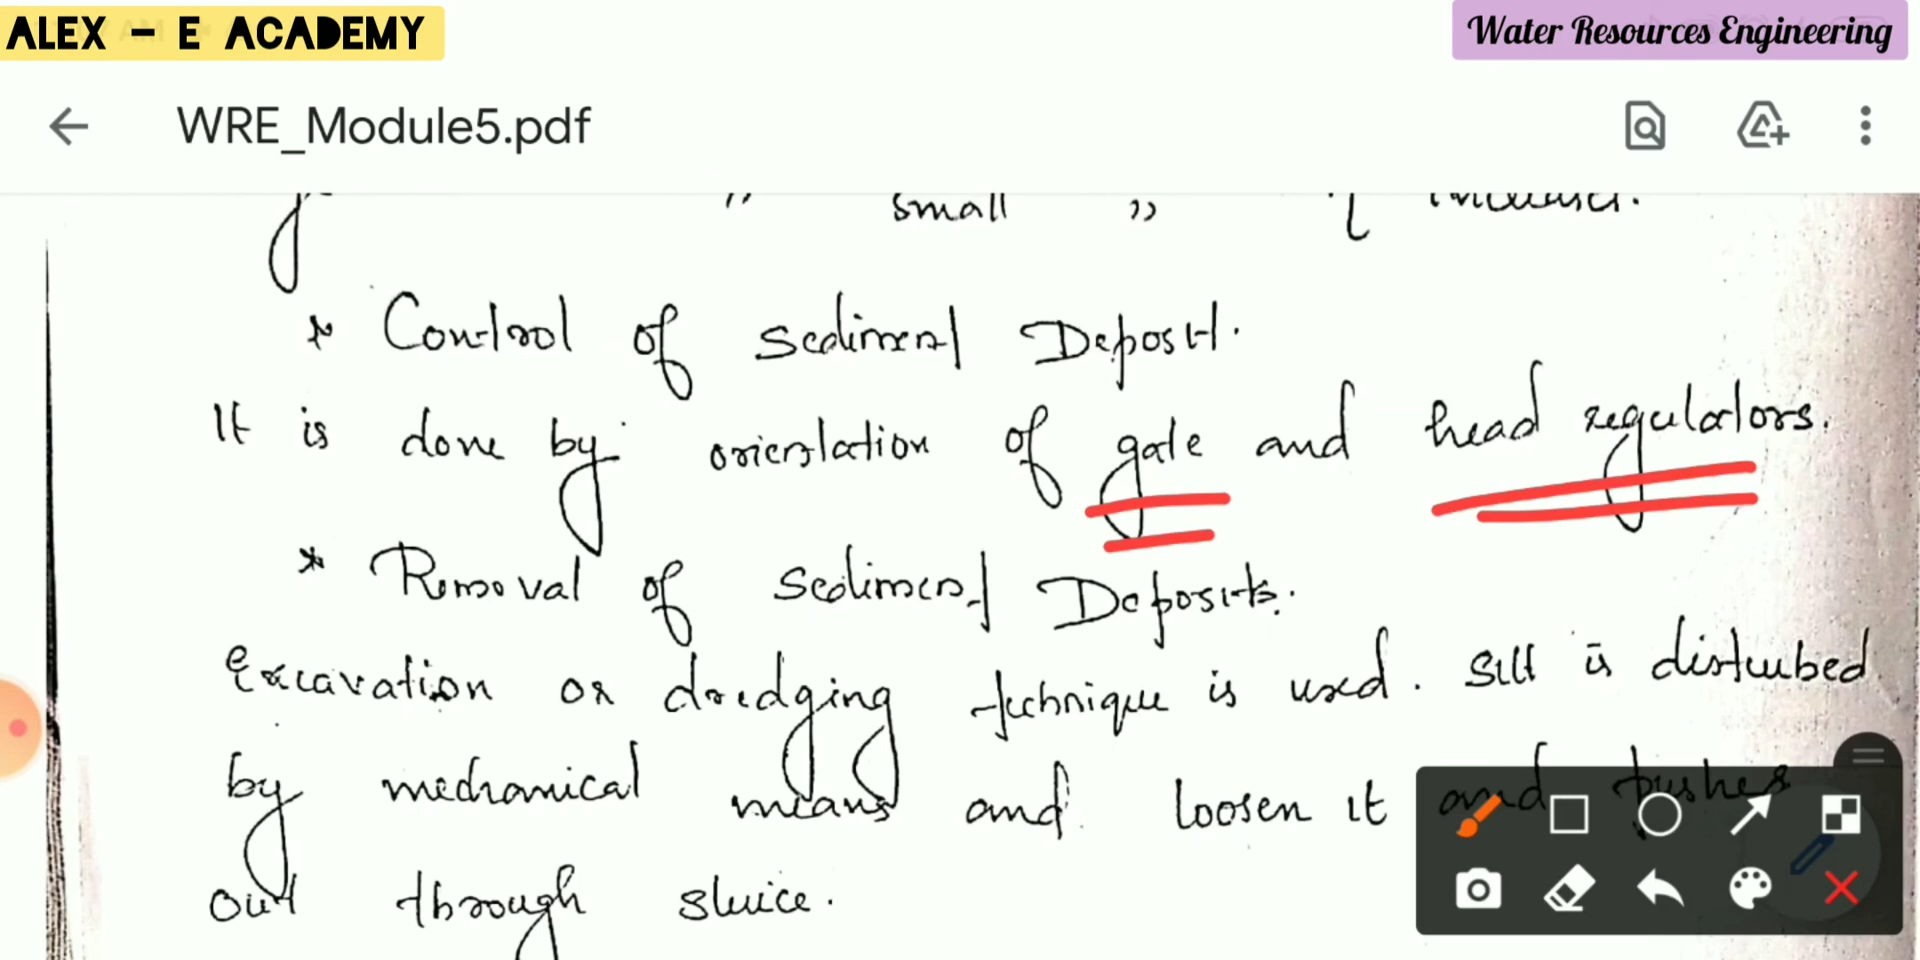 ALEX - E ACADEMY
Water Resources Engineering
WRE_Module5.pdf
" small "
* Control of Sediment Deposit.
It is done by orientation of gate and head regulators.
* Removal of Sediment Deposits.
Excavation or dredging technique is used. Silt is disturbed
by mechanical means and loosen it and pushes
out through sluice.